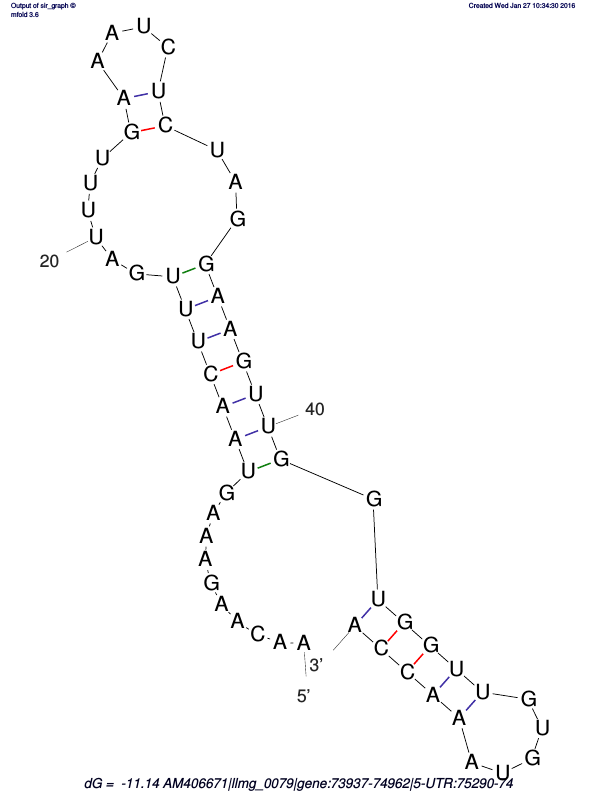 Output of sir_graph ©
mfold 3.6
Created Wed Jan 27 10:34:30 2016
5'
A A C A A G A A A G U A A C U U U G A U
20
U U U G A A A U C U C U A G G A A G U U
40
G G U G G U U G U G U A A A C C A
3'
dG = -11.14 AM406671|llmg_0079|gene:73937-74962|5-UTR:75290-74